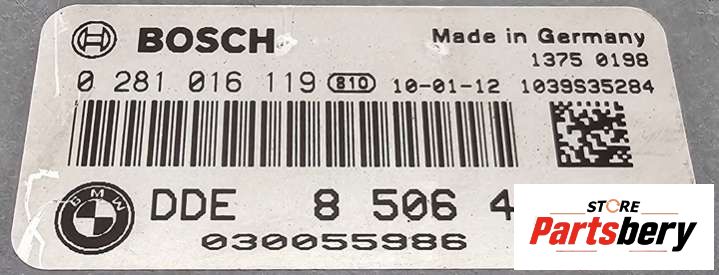 BOSCH
Made in Germany
1375 0198
0 281 016 119 810 10-01-12 1039S35284
BMW
DDE 8 506 4
030055986
STORE
Partsbery